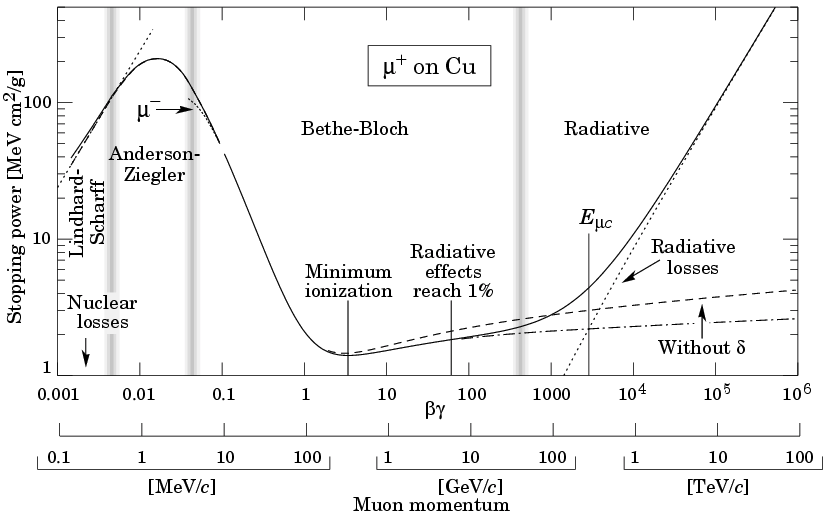 Stopping power [MeV cm²/g]
100
10
1
μ⁺ on Cu
μ⁻
Lindhard-
Scharff
Anderson-
Ziegler
Bethe-Bloch
Radiative
Eμc
Radiative
losses
Radiative
effects
reach 1%
Minimum
ionization
Nuclear
losses
Without δ
0.001 0.01 0.1 1 10 100 1000 10⁴ 10⁵ 10⁶
βγ
0.1 1 10 100 1 10 100 1 10 100
[MeV/c] [GeV/c] [TeV/c]
Muon momentum